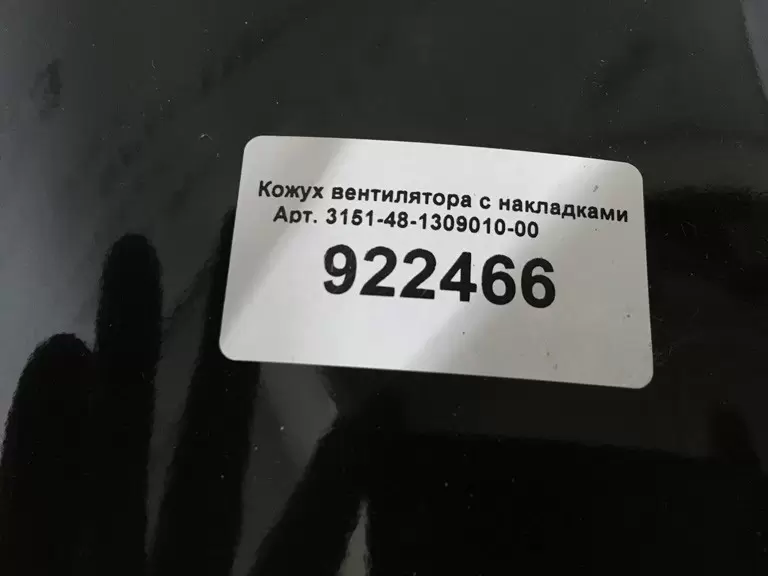 Кожух вентилятора с накладками
Арт. 3151-48-1309010-00
922466